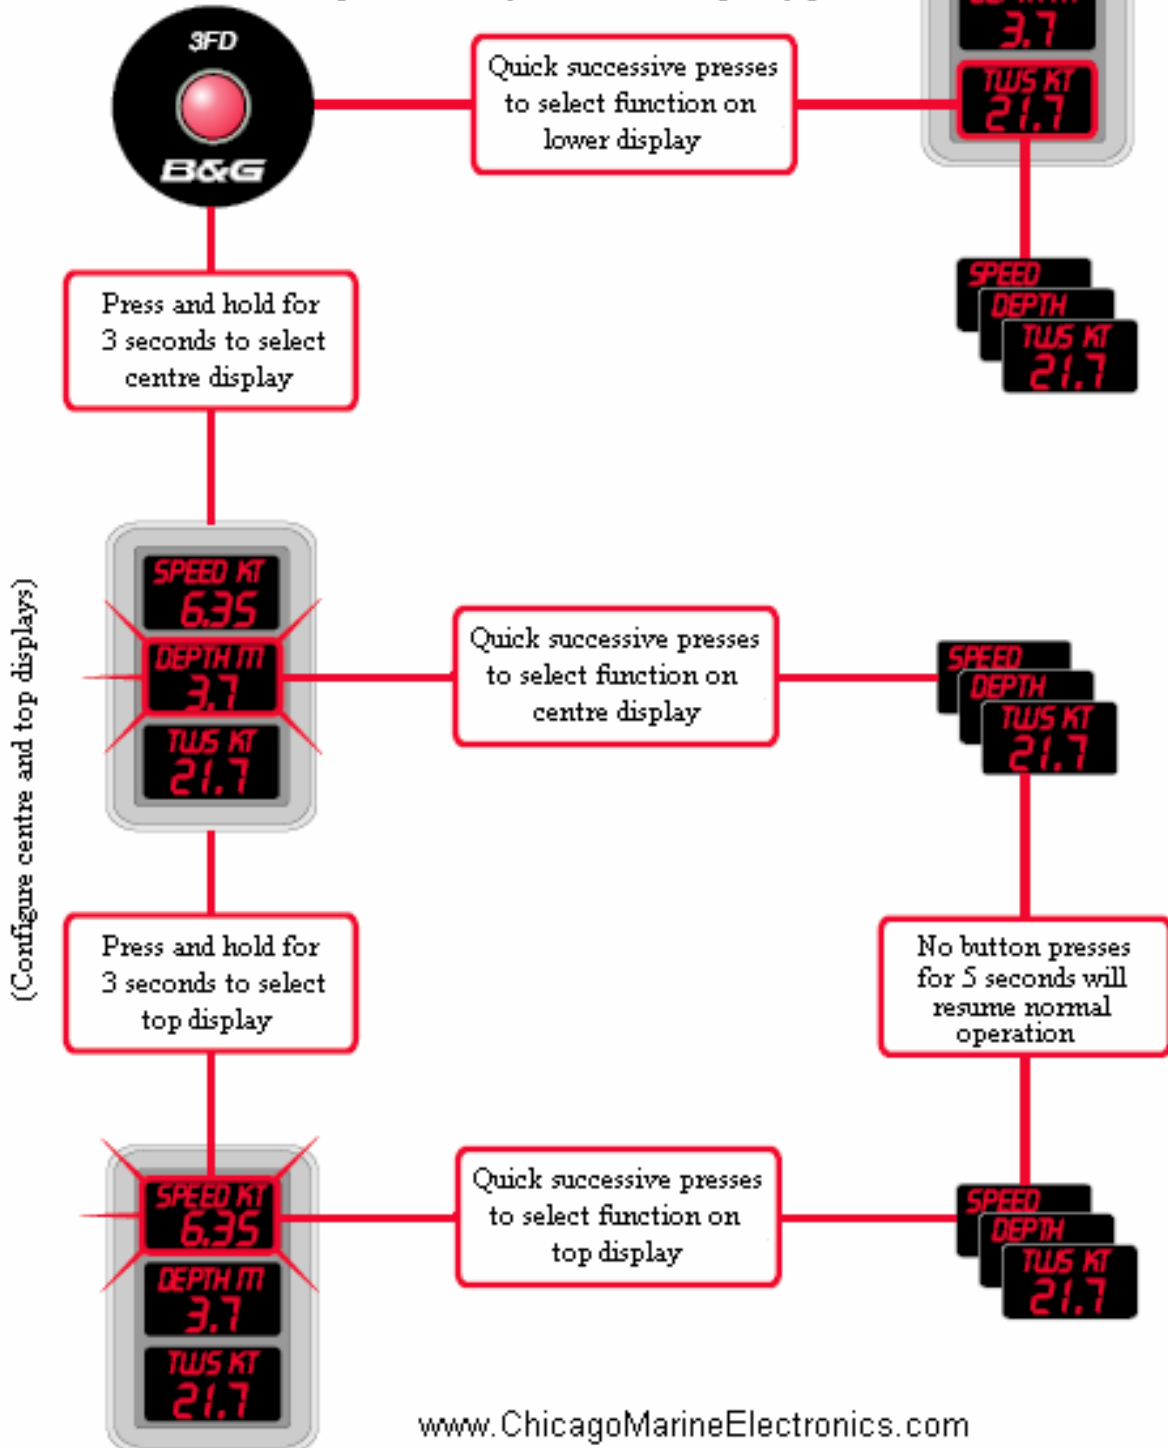 3FD
B&G
Quick successive presses
to select function on
lower display
3.7
TWS KT
21.7
SPEED
DEPTH
TWS KT
21.7
Press and hold for
3 seconds to select
centre display
(Configure centre and top displays)
SPEED KT
6.35
DEPTH M
3.7
TWS KT
21.7
Quick successive presses
to select function on
centre display
SPEED
DEPTH
TWS KT
21.7
Press and hold for
3 seconds to select
top display
No button presses
for 5 seconds will
resume normal
operation
SPEED KT
6.35
DEPTH M
3.7
TWS KT
21.7
Quick successive presses
to select function on
top display
SPEED
DEPTH
TWS KT
21.7
www.ChicagoMarineElectronics.com